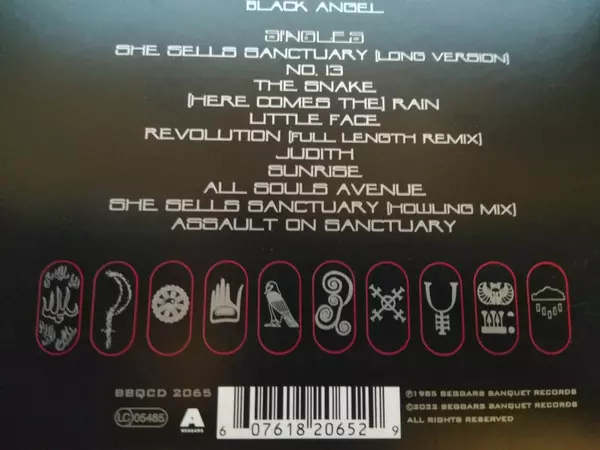 BLACK ANGEL
SINGLES
SHE SELLS SANCTUARY (LONG VERSION)
NO. 13
THE SNAKE
(HERE COMES THE) RAIN
LITTLE FACE
REVOLUTION (FULL LENGTH REMIX)
JUDITH
SUNRISE
ALL SOULS AVENUE
SHE SELLS SANCTUARY (HOWLING MIX)
ASSAULT ON SANCTUARY
BBQCD 2065
LC 05485
A
BEGGARS
6 07618 20652 9
℗1985 BEGGARS BANQUET RECORDS
©2022 BEGGARS BANQUET RECORDS
ALL RIGHTS RESERVED